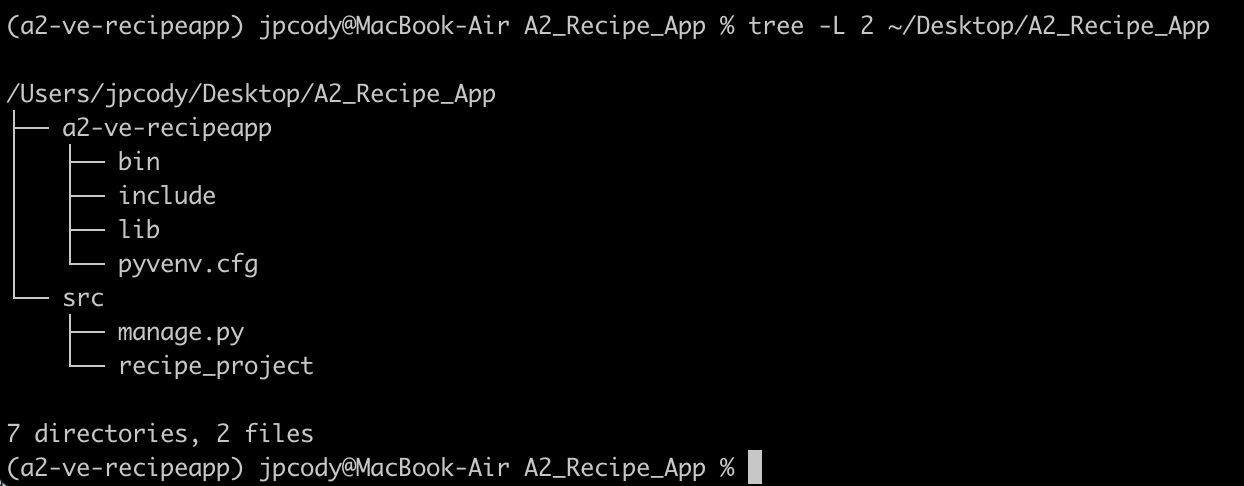 (a2-ve-recipeapp) jpcody@MacBook-Air A2_Recipe_App % tree -L 2 ~/Desktop/A2_Recipe_App
/Users/jpcody/Desktop/A2_Recipe_App
├── a2-ve-recipeapp
│   ├── bin
│   ├── include
│   ├── lib
│   └── pyvenv.cfg
└── src
    ├── manage.py
    └── recipe_project
7 directories, 2 files
(a2-ve-recipeapp) jpcody@MacBook-Air A2_Recipe_App %